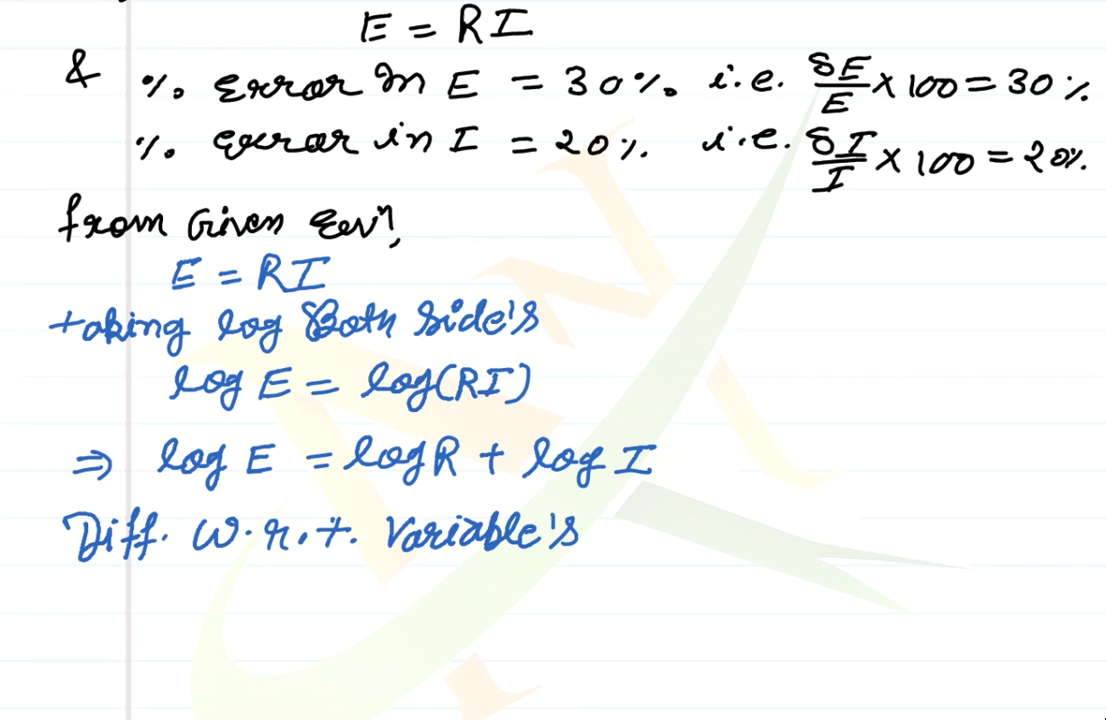 E = RI
& % Error In E = 30%. i.e. δE/E × 100 = 30%.
% Error in I = 20%. i.e. δI/I × 100 = 20%.
from Given Eqⁿ,
E = RI
taking log Both Side's
log E = log(RI)
⇒ log E = log R + log I
Diff. w.r.t. Variable's